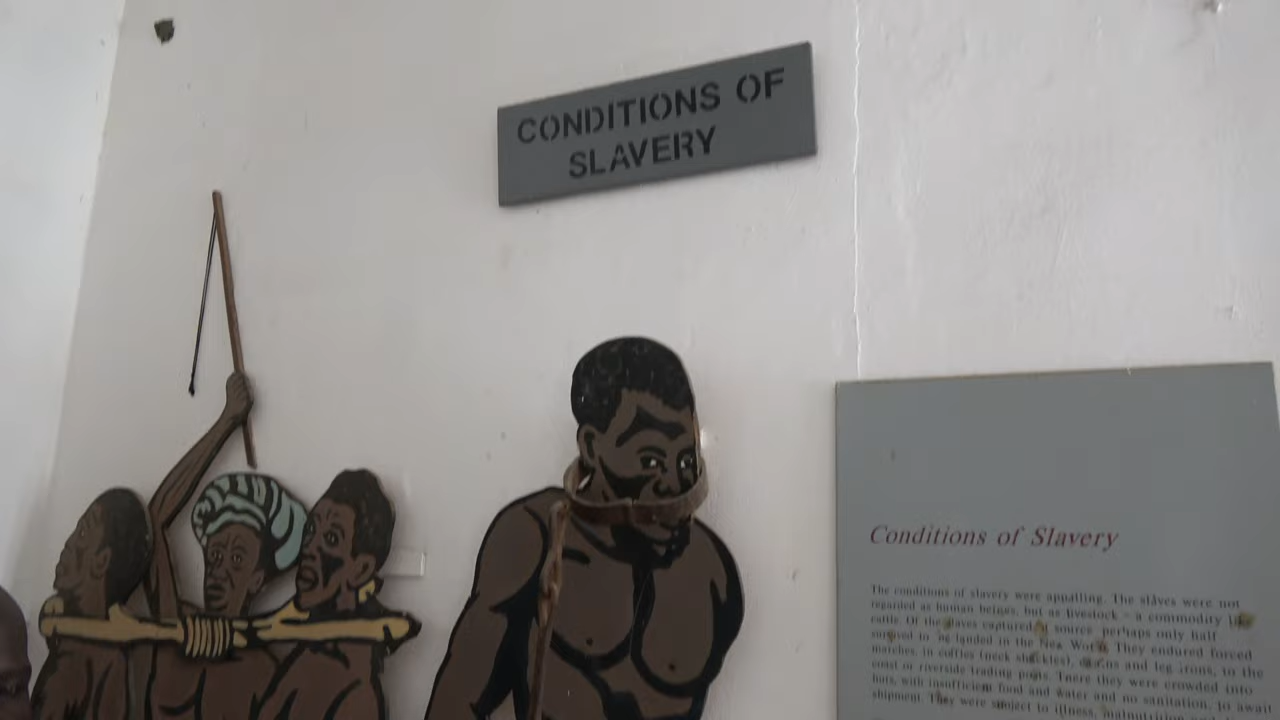 CONDITIONS OF
SLAVERY
Conditions of Slavery
The conditions of slavery were appalling. The slaves were not
regarded as human beings, but as livestock – a commodity like
cattle. Of the slaves captured at source perhaps only half
survived to be landed in the New World. They endured forced
marches, in coffles (neck shackles), chains and leg irons, to the
coast or riverside trading posts. There they were crowded into
huts, with insufficient food and water and no sanitation, to await
shipment. They were subject to illness, malnutrition